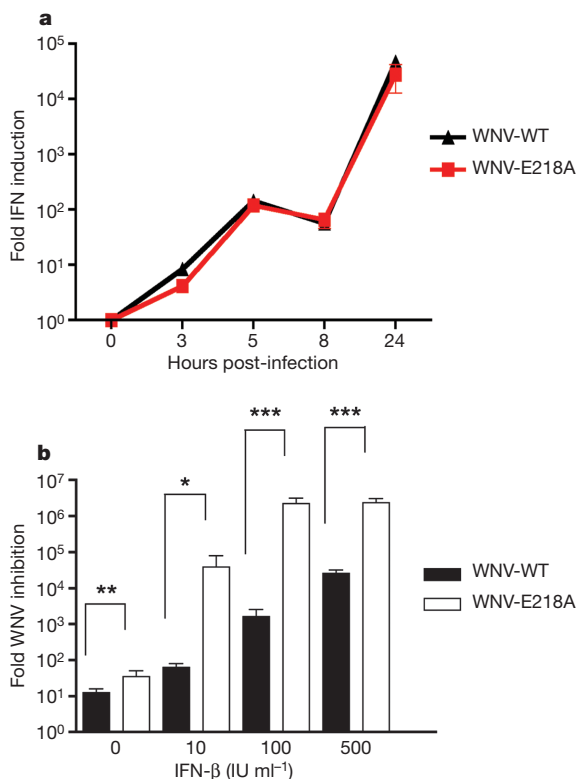 a
Fold IFN induction
10⁵
10⁴
10³
10²
10¹
10⁰
0 3 5 8 24
Hours post-infection
WNV-WT
WNV-E218A
b
Fold WNV inhibition
10⁷
10⁶
10⁵
10⁴
10³
10²
10¹
10⁰
**
*
***
***
0 10 100 500
IFN-β (IU ml⁻¹)
WNV-WT
WNV-E218A